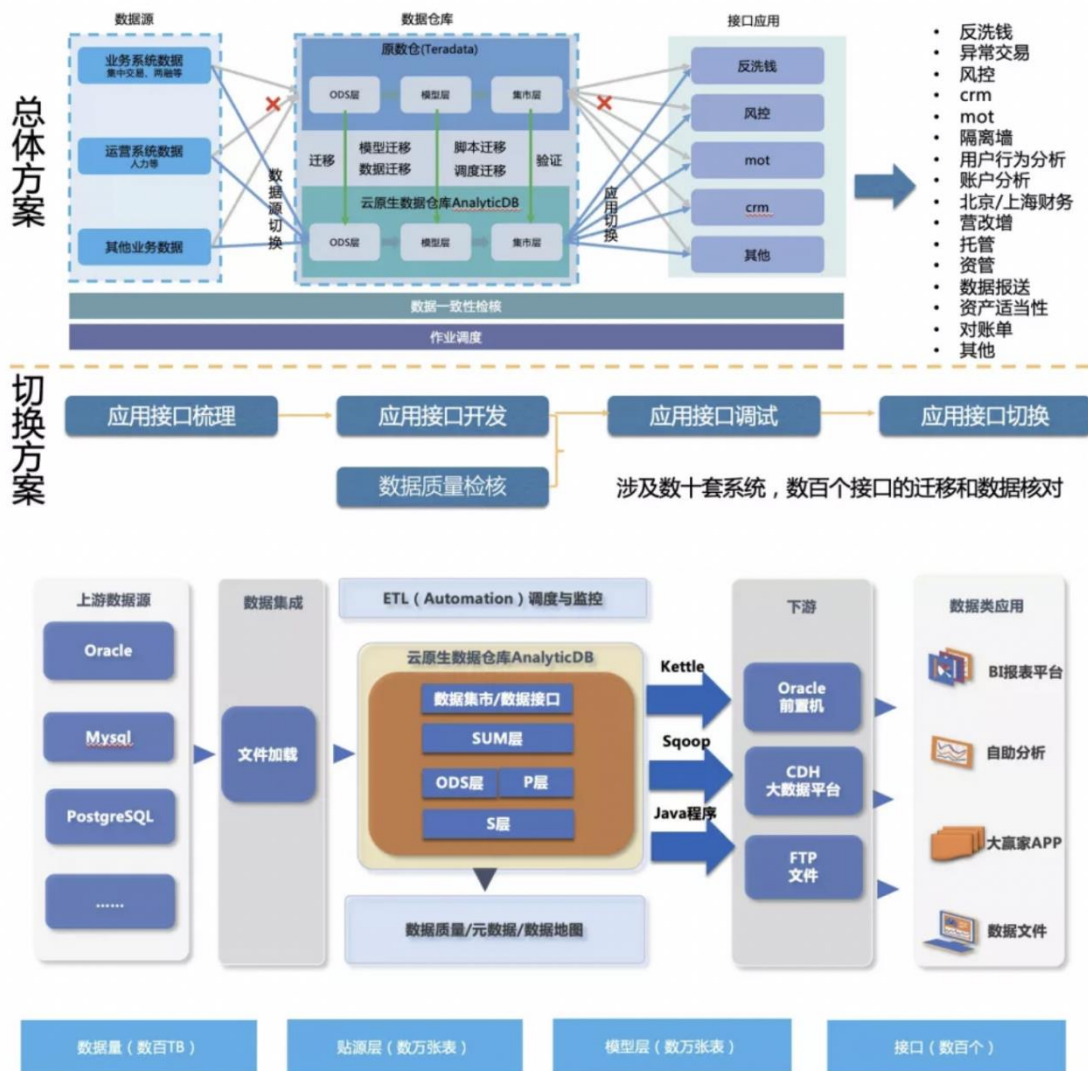 总体方案
数据源
业务系统数据
集中交易、两融等
运营系统数据
人力等
其他业务数据
数据源切换
数据仓库
原数仓(Teradata)
ODS层
模型层
集市层
迁移
模型迁移
数据迁移
脚本迁移
调度迁移
验证
云原生数据仓库AnalyticDB
ODS层
模型层
集市层
应用切换
接口应用
反洗钱
风控
mot
crm
其他
数据一致性检核
作业调度
• 反洗钱
• 异常交易
• 风控
• crm
• mot
• 隔离墙
• 用户行为分析
• 账户分析
• 北京/上海财务
• 营改增
• 托管
• 资管
• 数据报送
• 资产适当性
• 对账单
• 其他
切换方案
应用接口梳理
应用接口开发
应用接口调试
应用接口切换
数据质量检核
涉及数十套系统，数百个接口的迁移和数据核对
上游数据源
Oracle
Mysql
PostgreSQL
......
数据集成
文件加载
ETL（Automation）调度与监控
云原生数据仓库AnalyticDB
数据集市/数据接口
SUM层
ODS层
P层
S层
数据质量/元数据/数据地图
Kettle
Sqoop
Java程序
下游
Oracle
前置机
CDH
大数据平台
FTP
文件
数据类应用
BI报表平台
自助分析
大赢家APP
数据文件
数据量（数百TB）
贴源层（数万张表）
模型层（数万张表）
接口（数百个）